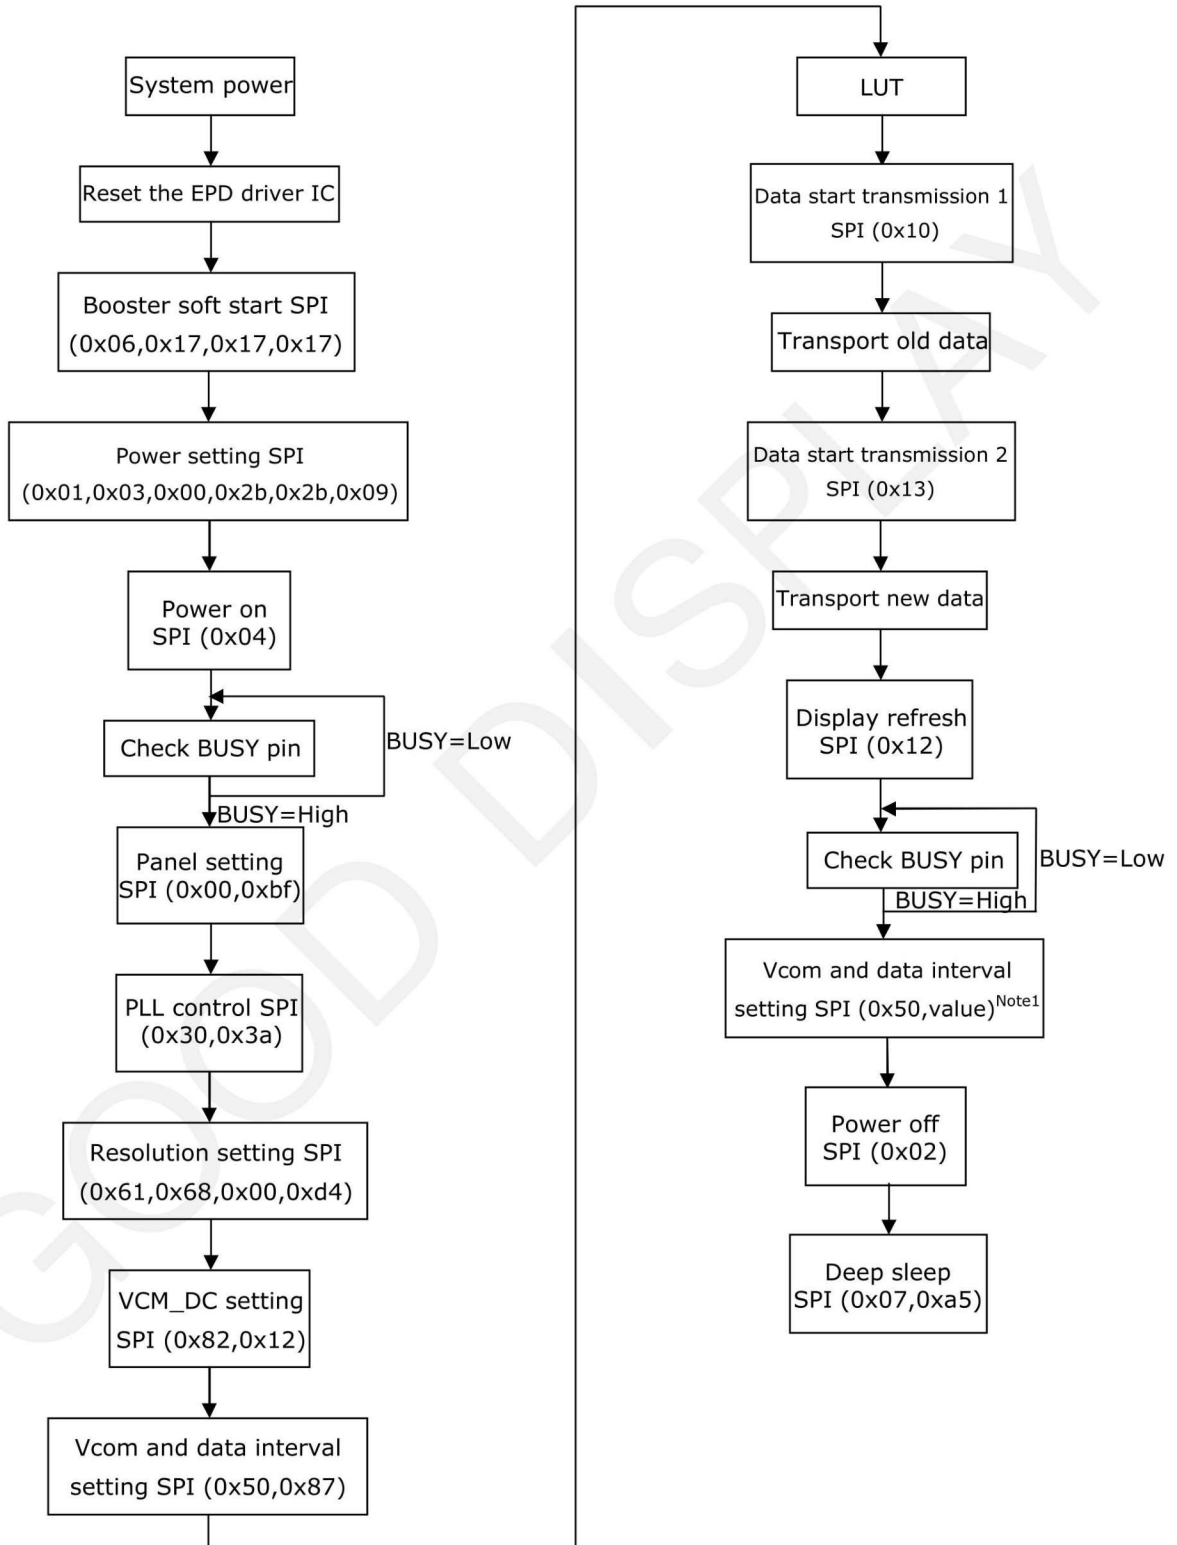 System power
Reset the EPD driver IC
Booster soft start SPI
(0x06,0x17,0x17,0x17)
Power setting SPI
(0x01,0x03,0x00,0x2b,0x2b,0x09)
Power on
SPI (0x04)
Check BUSY pin
BUSY=Low
BUSY=High
Panel setting
SPI (0x00,0xbf)
PLL control SPI
(0x30,0x3a)
Resolution setting SPI
(0x61,0x68,0x00,0xd4)
VCM_DC setting
SPI (0x82,0x12)
Vcom and data interval
setting SPI (0x50,0x87)
LUT
Data start transmission 1
SPI (0x10)
Transport old data
Data start transmission 2
SPI (0x13)
Transport new data
Display refresh
SPI (0x12)
Check BUSY pin
BUSY=Low
BUSY=High
Vcom and data interval
setting SPI (0x50,value)Note1
Power off
SPI (0x02)
Deep sleep
SPI (0x07,0xa5)
GOOD DISPLAY